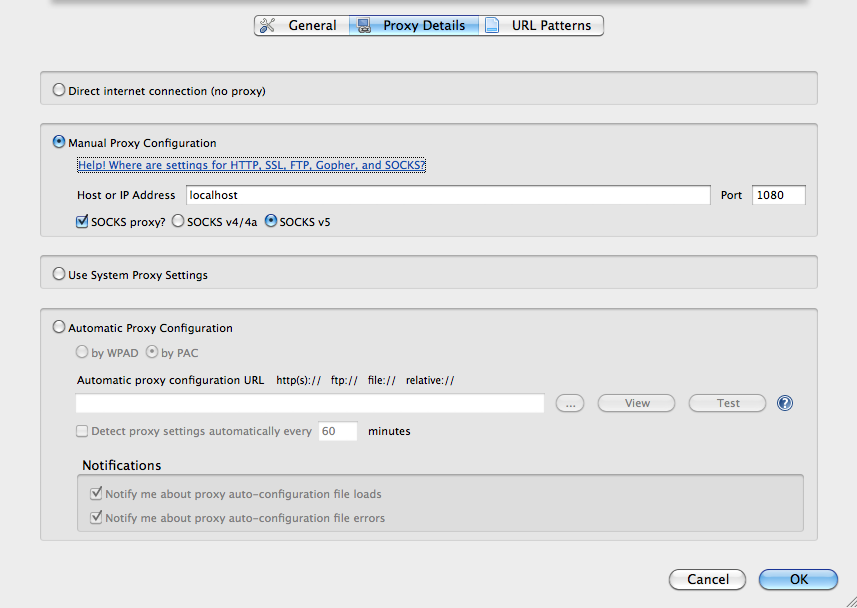 General Proxy Details URL Patterns
Direct internet connection (no proxy)
Manual Proxy Configuration
Help! Where are settings for HTTP, SSL, FTP, Gopher, and SOCKS?
Host or IP Address localhost Port 1080
SOCKS proxy? SOCKS v4/4a SOCKS v5
Use System Proxy Settings
Automatic Proxy Configuration
by WPAD by PAC
Automatic proxy configuration URL http(s):// ftp:// file:// relative://
... View Test ?
Detect proxy settings automatically every 60 minutes
Notifications
Notify me about proxy auto-configuration file loads
Notify me about proxy auto-configuration file errors
Cancel OK